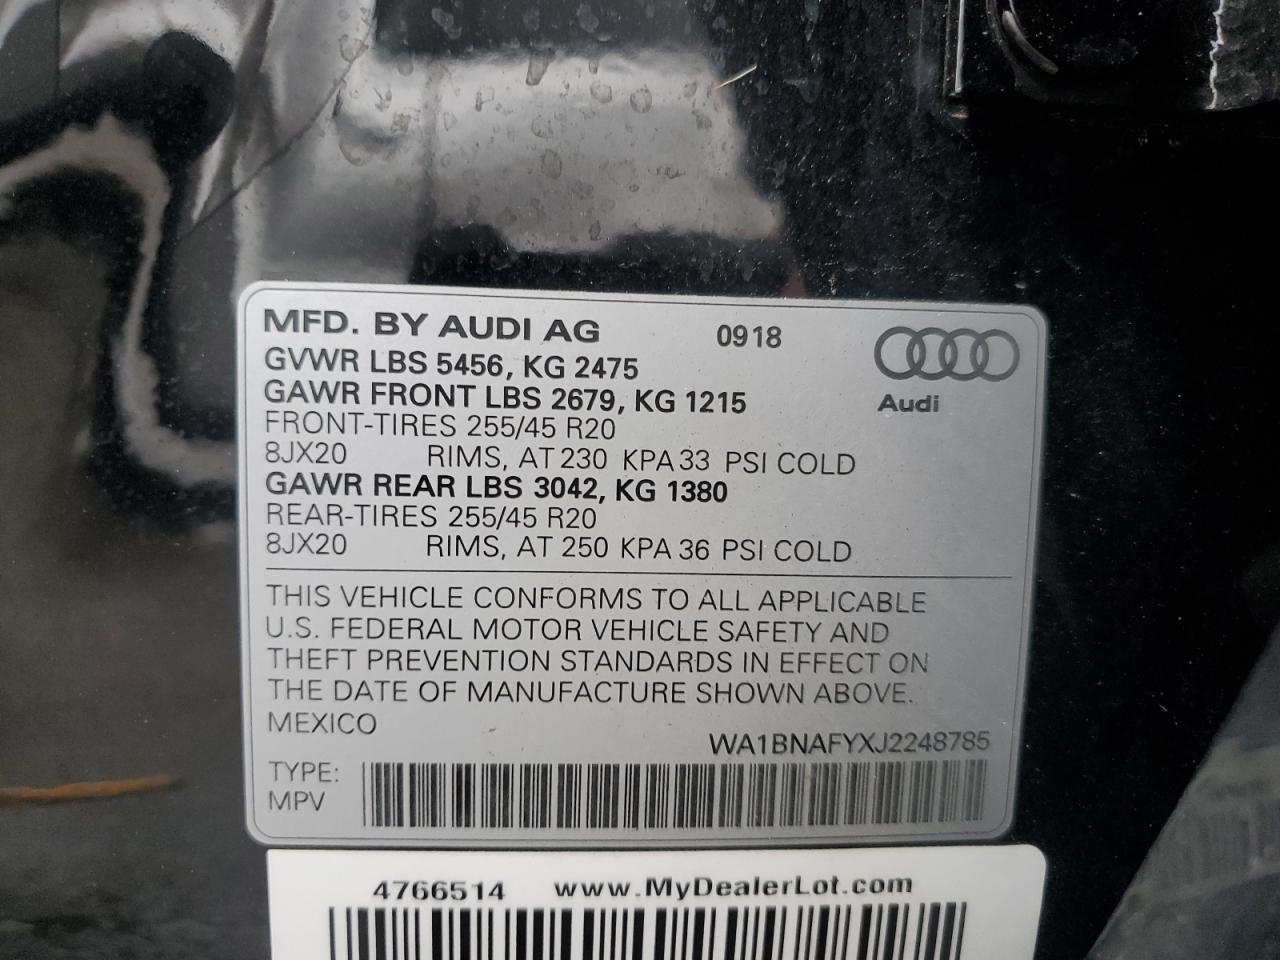 MFD. BY AUDI AG 0918
GVWR LBS 5456, KG 2475
GAWR FRONT LBS 2679, KG 1215
Audi
FRONT-TIRES 255/45 R20
8JX20 RIMS, AT 230 KPA 33 PSI COLD
GAWR REAR LBS 3042, KG 1380
REAR-TIRES 255/45 R20
8JX20 RIMS, AT 250 KPA 36 PSI COLD
THIS VEHICLE CONFORMS TO ALL APPLICABLE
U.S. FEDERAL MOTOR VEHICLE SAFETY AND
THEFT PREVENTION STANDARDS IN EFFECT ON
THE DATE OF MANUFACTURE SHOWN ABOVE.
MEXICO
WA1BNAFYXJ2248785
TYPE:
MPV
4766514 www.MyDealerLot.com